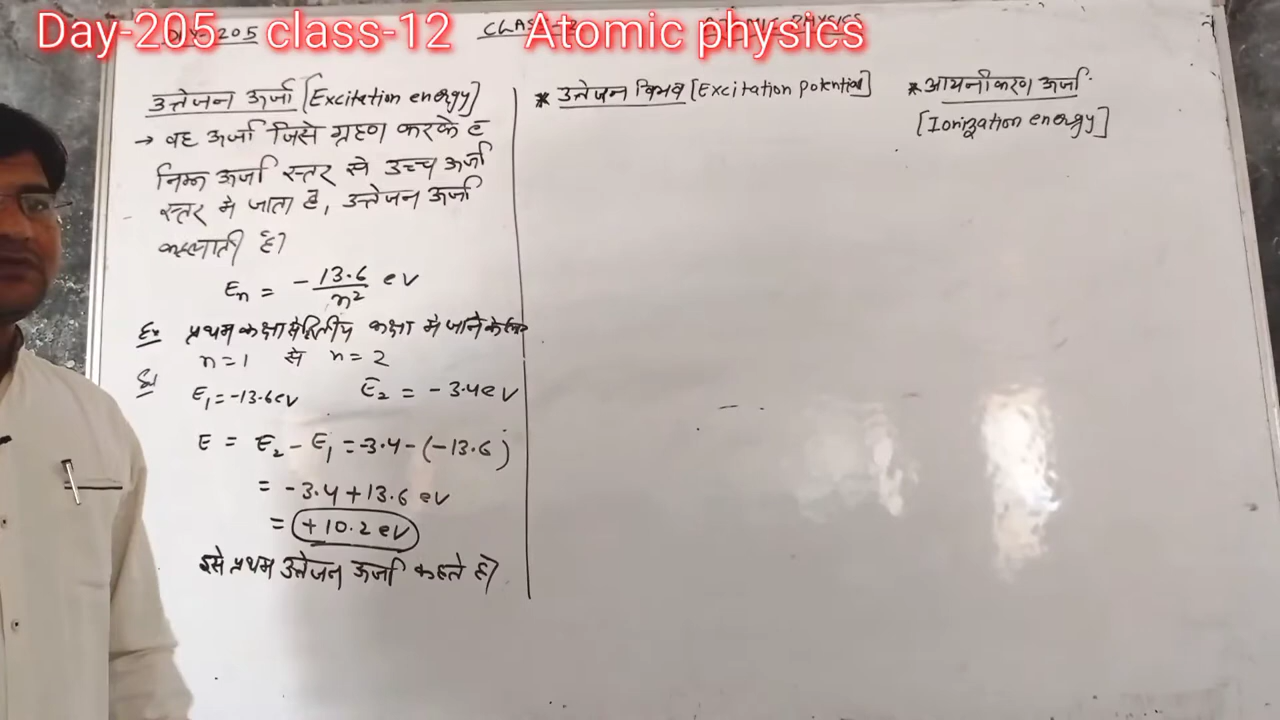 Day-205 class-12 Atomic physics
उत्तेजन ऊर्जा [Excitation energy]
→ वह ऊर्जा जिसे ग्रहण करके e
निम्न ऊर्जा स्तर से उच्च ऊर्जा
स्तर मे जाता है, उत्तेजन ऊर्जा
कहलाती है।
En = - 13.6/n² eV
Ex प्रथम कक्षा से द्वितीय कक्षा मे जाने के लिए
n=1 से n=2
E₁=-13.6eV E₂ = -3.4eV
E = E₂ - E₁ = -3.4-(-13.6)
= -3.4+13.6 eV
= +10.2 eV
इसे प्रथम उत्तेजन ऊर्जा कहते है।
* उत्तेजन विभव [Excitation Potential]
* आयनीकरण ऊर्जा
[Ionization energy]